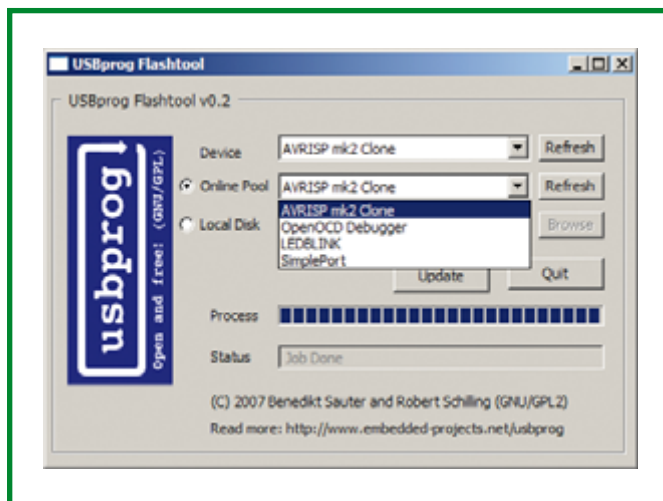 USBprog Flashtool
USBprog Flashtool v0.2
usbprog
Open and free! (GNU/GPL)
Device
AVRISP mk2 Clone
Refresh
Online Pool
AVRISP mk2 Clone
Refresh
AVRISP mk2 Clone
OpenOCD Debugger
LEDBLINK
SimplePort
Local Disk
Browse
Update
Quit
Process
Status
Job Done
(C) 2007 Benedikt Sauter and Robert Schilling (GNU/GPL2)
Read more: http://www.embedded-projects.net/usbprog